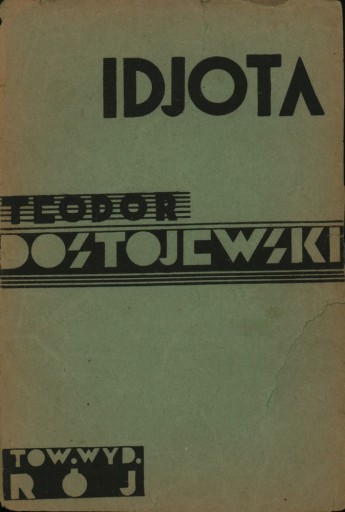 IDJOTA
TEODOR
DOSTOJEWSKI
TOW. WYD.
RÓJ